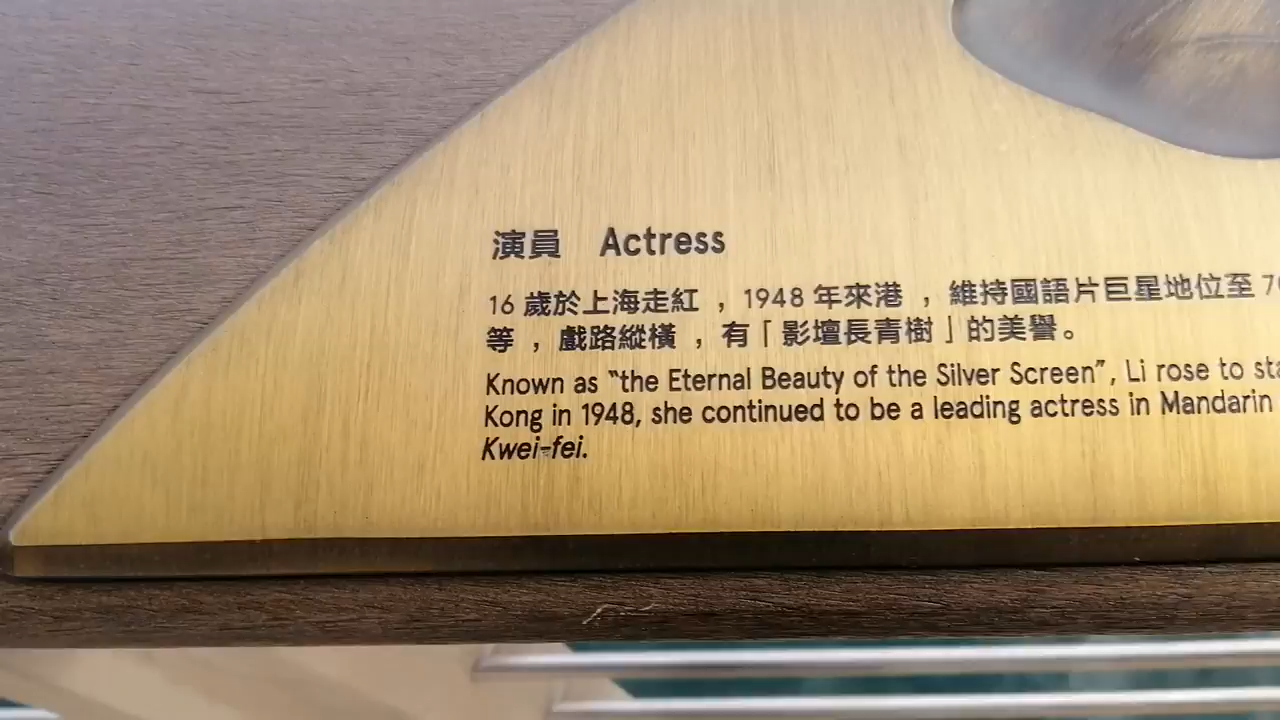 演員 Actress
16 歲於上海走紅，1948 年來港，維持國語片巨星地位至
等，戲路縱橫，有「影壇長青樹」的美譽。
Known as “the Eternal Beauty of the Silver Screen”, Li rose to
Kong in 1948, she continued to be a leading actress in Mandarin
Kwei-fei.